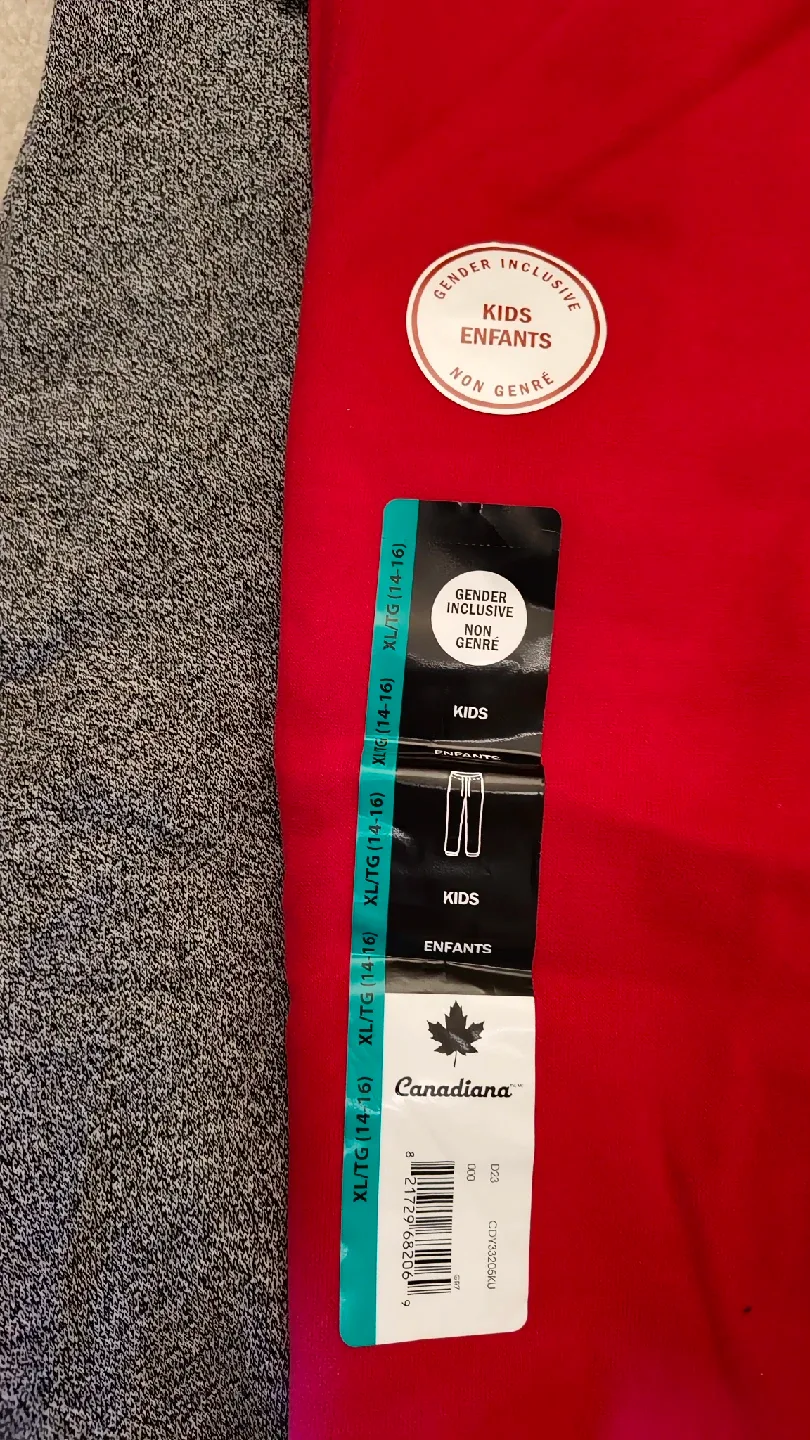 GENDER INCLUSIVE
KIDS
ENFANTS
NON GENRÉ
XL/TG (14-16)
XL/TG (14-16)
XL/TG (14-16)
XL/TG (14-16)
XL/TG (14-16)
GENDER
INCLUSIVE
NON
GENRÉ
KIDS
ENFANTS
KIDS
ENFANTS
Canadiana
D23
000
8 21729 68206 9